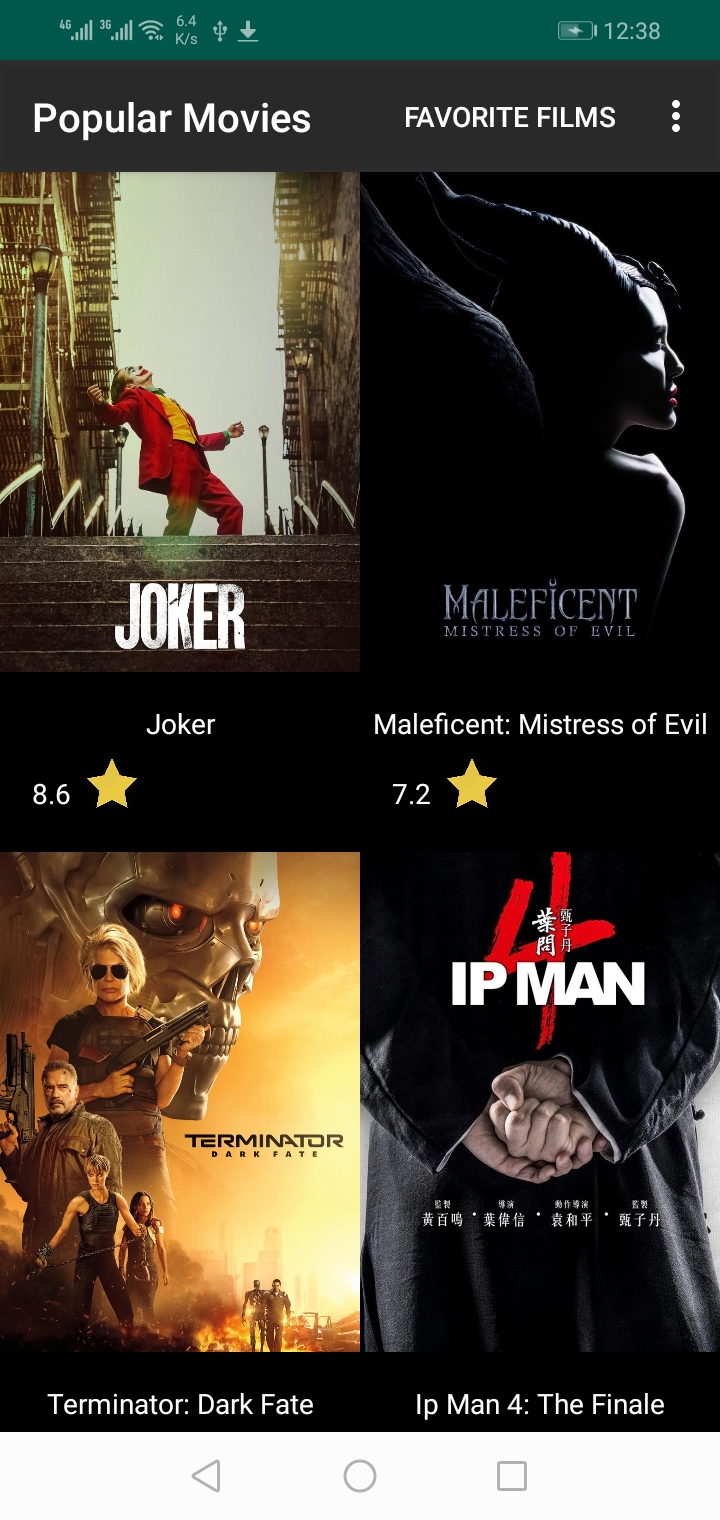 4G 3G 6.4 K/s 12:38
Popular Movies FAVORITE FILMS
JOKER
MALEFICENT
MISTRESS OF EVIL
Joker
Maleficent: Mistress of Evil
8.6
7.2
TERMINATOR
DARK FATE
4
葉問
甄子丹
IP MAN
監製 導演 動作導演 監製
黃百鳴・葉偉信・袁和平・甄子丹
Terminator: Dark Fate
Ip Man 4: The Finale